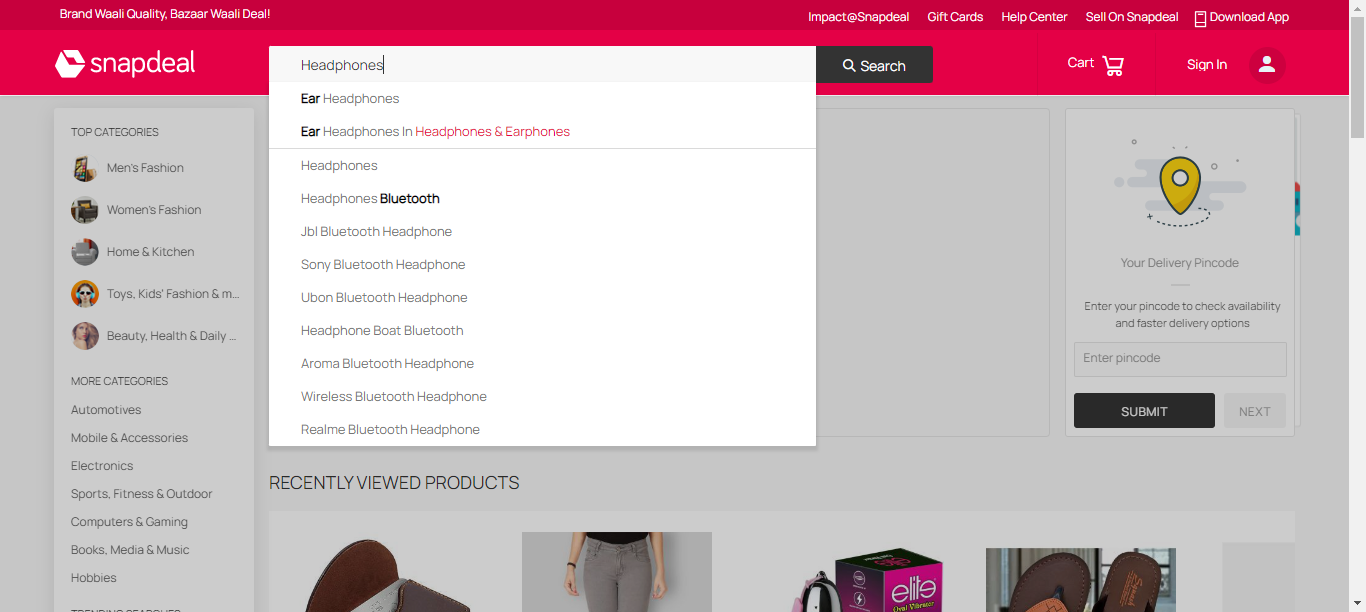 Brand Waali Quality, Bazaar Waali Deal!
Impact@Snapdeal
Gift Cards
Help Center
Sell On Snapdeal
Download App
snapdeal
Headphones
Search
Cart
Sign In
Ear Headphones
Ear Headphones In Headphones & Earphones
Headphones
Headphones Bluetooth
Jbl Bluetooth Headphone
Sony Bluetooth Headphone
Ubon Bluetooth Headphone
Headphone Boat Bluetooth
Aroma Bluetooth Headphone
Wireless Bluetooth Headphone
Realme Bluetooth Headphone
TOP CATEGORIES
Men's Fashion
Women's Fashion
Home & Kitchen
Toys, Kids' Fashion & m...
Beauty, Health & Daily ...
MORE CATEGORIES
Automotives
Mobile & Accessories
Electronics
Sports, Fitness & Outdoor
Computers & Gaming
Books, Media & Music
Hobbies
TRENDING SEARCHES
Your Delivery Pincode
Enter your pincode to check availability
and faster delivery options
Enter pincode
SUBMIT
NEXT
RECENTLY VIEWED PRODUCTS
elite
Oval Vibrator